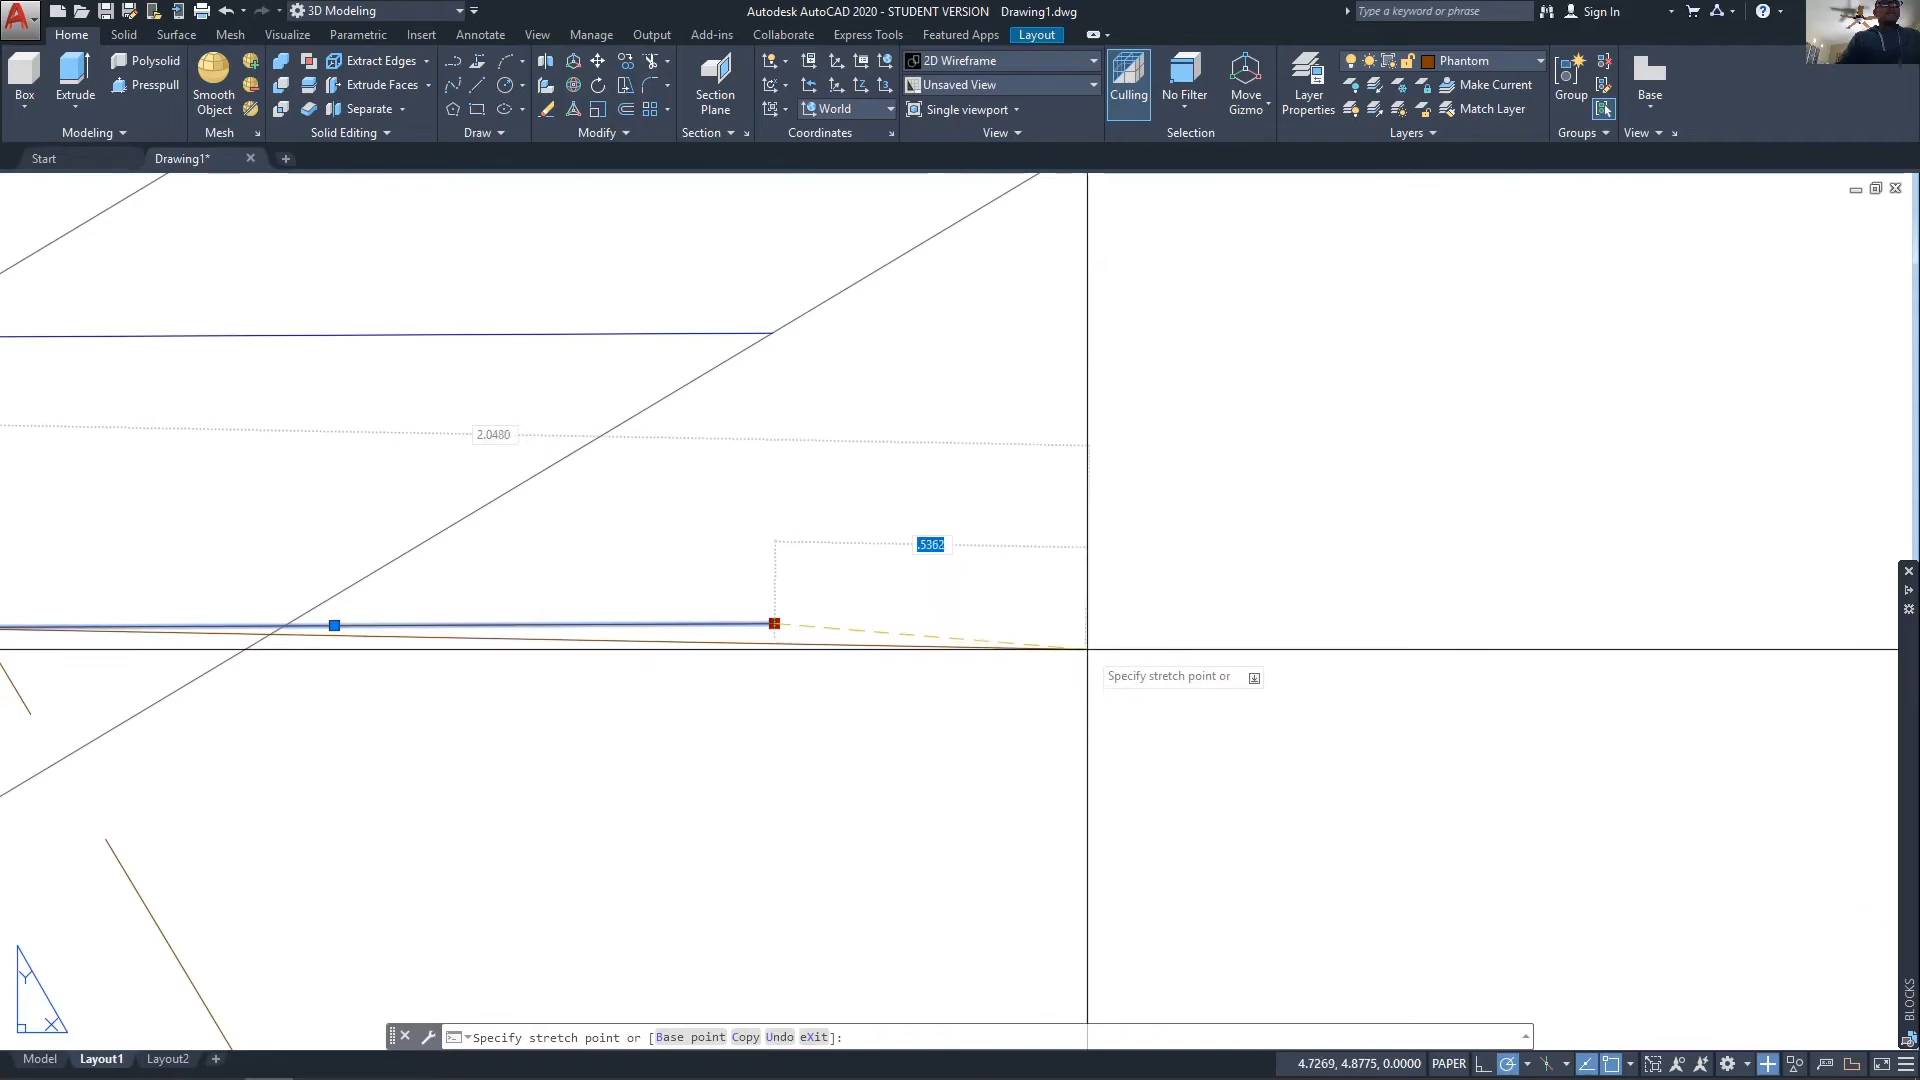 3D Modeling
Autodesk AutoCAD 2020 - STUDENT VERSION Drawing1.dwg
Type a keyword or phrase
Sign In
Home Solid Surface Mesh Visualize Parametric Insert Annotate View Manage Output Add-ins Collaborate Express Tools Featured Apps Layout
Box
Extrude
Polysolid
Presspull
Modeling
Smooth
Object
Mesh
Extract Edges
Extrude Faces
Separate
Solid Editing
Draw
Modify
Section
Plane
Section
World
Coordinates
2D Wireframe
Unsaved View
Single viewport
View
Culling
No Filter
Move
Gizmo
Selection
Layer
Properties
Phantom
Make Current
Match Layer
Layers
Group
Groups
Base
View
Start
Drawing1*
2.0480
.5362
Specify stretch point or
Y
X
BLOCKS
Specify stretch point or [Base point Copy Undo eXit]:
Model Layout1 Layout2
4.7269, 4.8775, 0.0000 PAPER